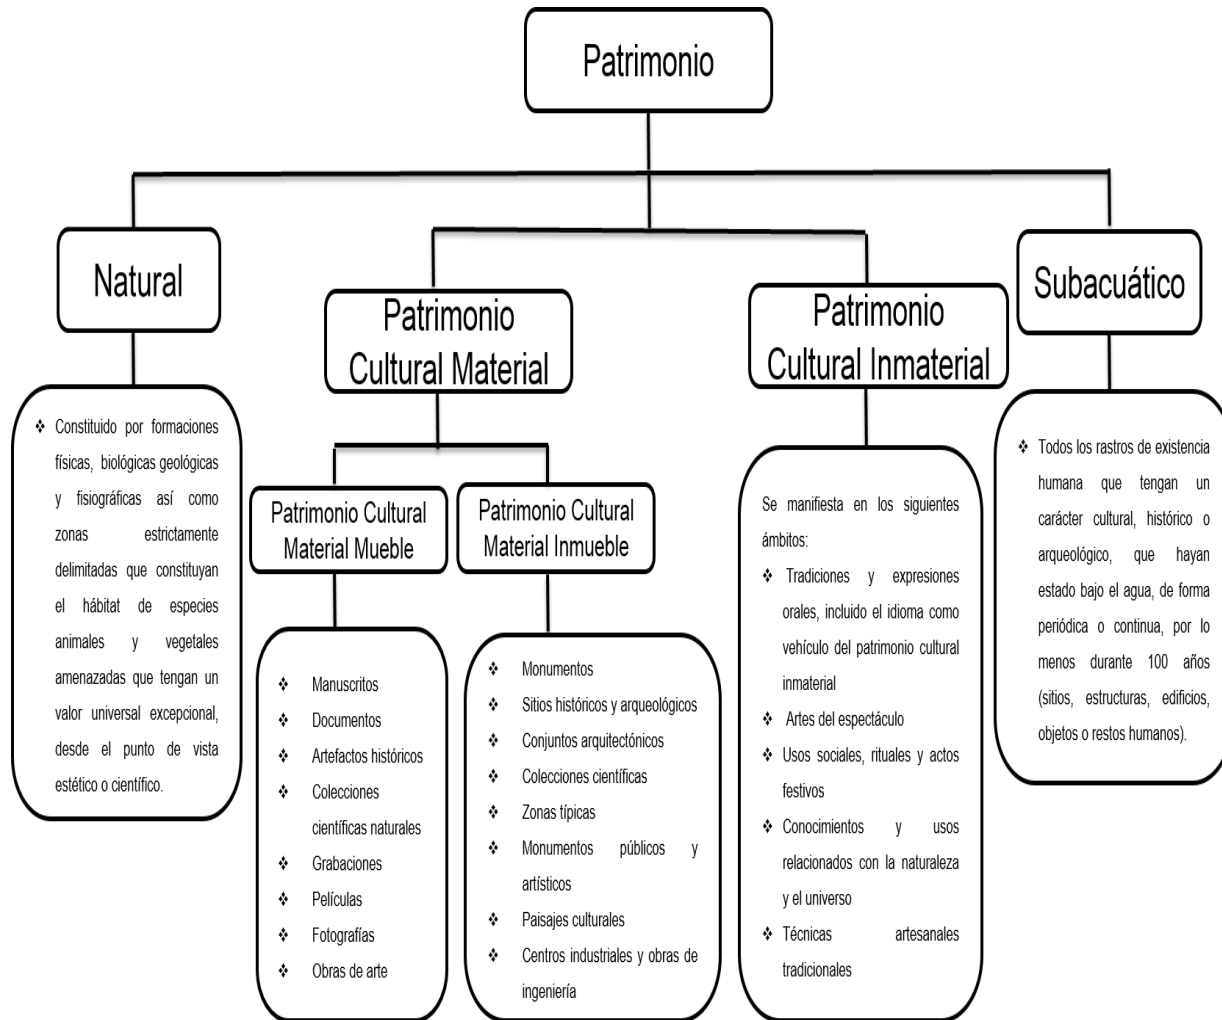 Patrimonio
Natural
Constituido por formaciones
físicas, biológicas geológicas
y fisiográficas así como
zonas estrictamente
delimitadas que constituyan
el hábitat de especies
animales y vegetales
amenazadas que tengan un
valor universal excepcional,
desde el punto de vista
estético o científico.
Patrimonio
Cultural Material
Patrimonio Cultural
Material Mueble
❖ Manuscritos
❖ Documentos
❖ Artefactos históricos
❖ Colecciones
científicas naturales
❖ Grabaciones
❖ Películas
❖ Fotografías
❖ Obras de arte
Patrimonio Cultural
Material Inmueble
❖ Monumentos
❖ Sitios históricos y arqueológicos
❖ Conjuntos arquitectónicos
❖ Colecciones científicas
❖ Zonas típicas
❖ Monumentos públicos y
artísticos
❖ Paisajes culturales
❖ Centros industriales y obras de
ingeniería
Patrimonio
Cultural Inmaterial
Se manifiesta en los siguientes
ámbitos:
❖ Tradiciones y expresiones
orales, incluido el idioma como
vehículo del patrimonio cultural
inmaterial
❖ Artes del espectáculo
❖ Usos sociales, rituales y actos
festivos
❖ Conocimientos y usos
relacionados con la naturaleza
y el universo
❖ Técnicas artesanales
tradicionales
Subacuático
❖ Todos los rastros de existencia
humana que tengan un
carácter cultural, histórico o
arqueológico, que hayan
estado bajo el agua, de forma
periódica o continua, por lo
menos durante 100 años
(sitios, estructuras, edificios,
objetos o restos humanos).